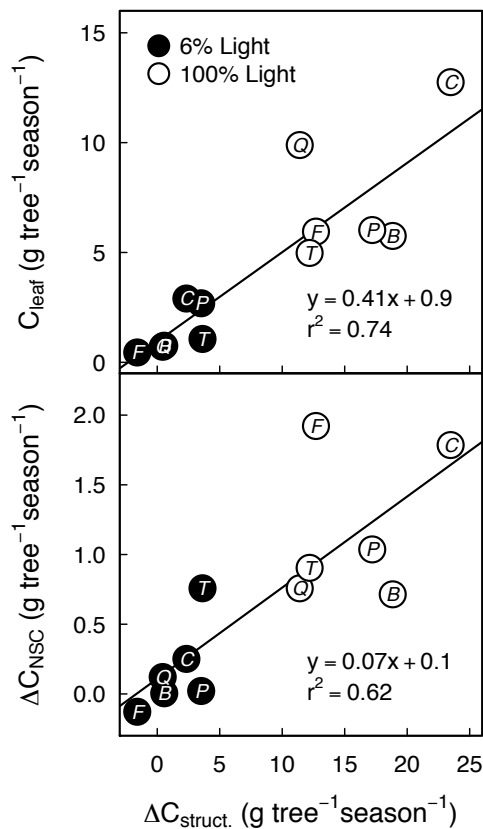 15
6% Light
100% Light
C
Q
10
F
P
B
T
5
C
P
y = 0.41x + 0.9
r² = 0.74
T
Q
F
0
C_leaf (g tree⁻¹season⁻¹)
2.0
F
C
1.5
P
1.0
T
T
Q
B
0.5
C
y = 0.07x + 0.1
Q
B
P
r² = 0.62
0.0
F
ΔC_NSC (g tree⁻¹season⁻¹)
0 5 10 15 20 25
ΔC_struct. (g tree⁻¹season⁻¹)